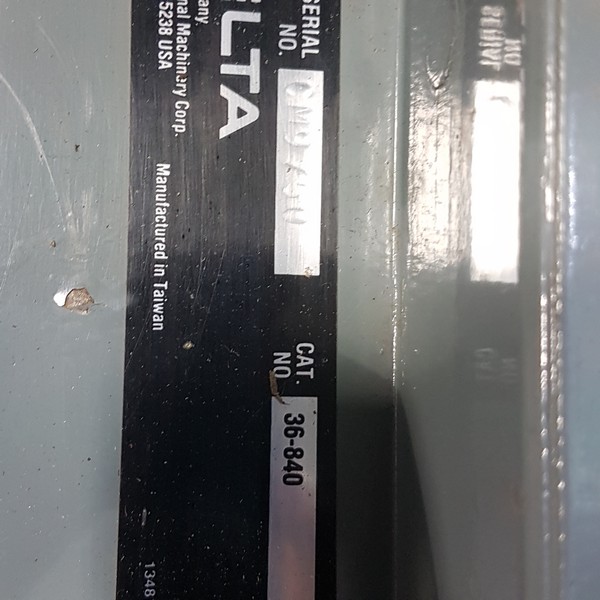 SERIAL
NO.
LTA
any.
nal Machinery Corp.
5238 USA
Manufactured in Taiwan
CAT.
NO.
36-840
1348